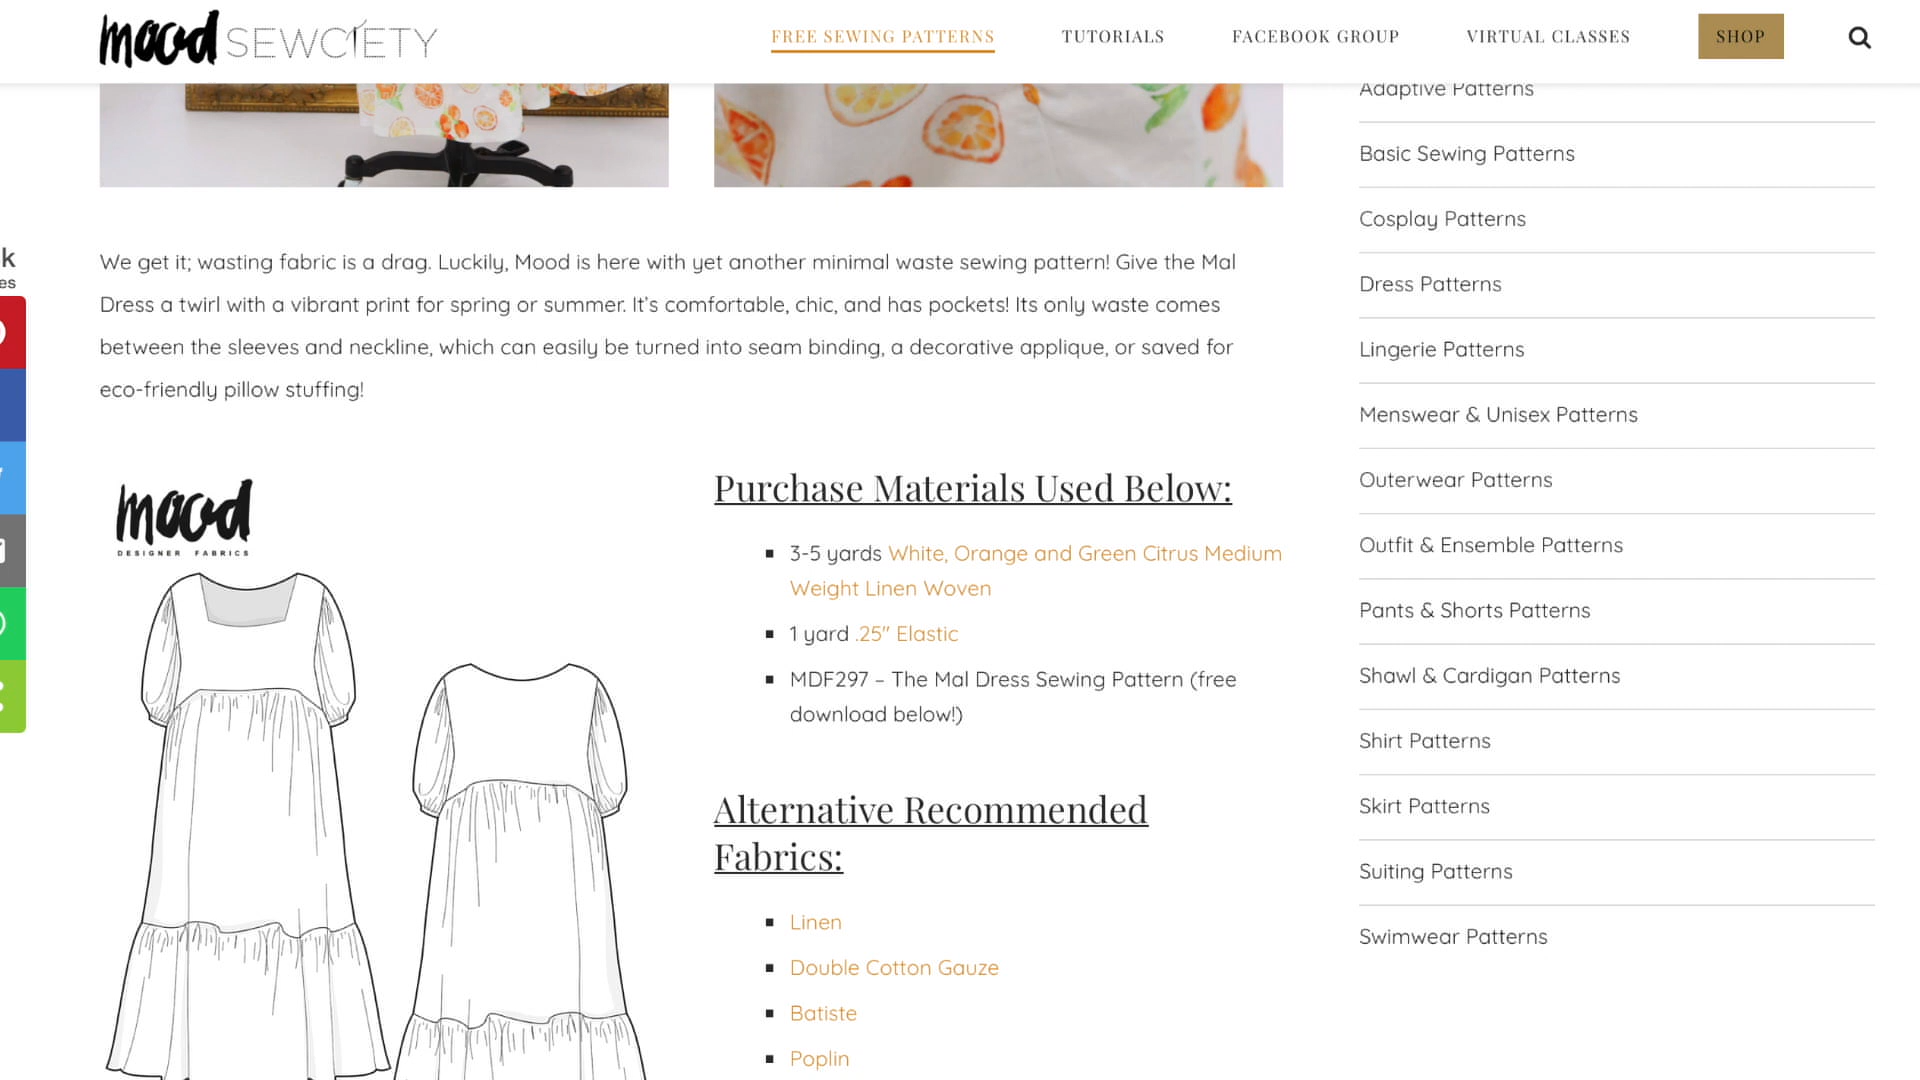 mood SEWCIETY
FREE SEWING PATTERNS
TUTORIALS
FACEBOOK GROUP
VIRTUAL CLASSES
SHOP
We get it; wasting fabric is a drag. Luckily, Mood is here with yet another minimal waste sewing pattern! Give the Mal
Dress a twirl with a vibrant print for spring or summer. It's comfortable, chic, and has pockets! Its only waste comes
between the sleeves and neckline, which can easily be turned into seam binding, a decorative applique, or saved for
eco-friendly pillow stuffing!
k
es
mood
DESIGNER FABRICS
Purchase Materials Used Below:
3-5 yards White, Orange and Green Citrus Medium
Weight Linen Woven
1 yard .25" Elastic
MDF297 – The Mal Dress Sewing Pattern (free
download below!)
Alternative Recommended
Fabrics:
Linen
Double Cotton Gauze
Batiste
Poplin
Adaptive Patterns
Basic Sewing Patterns
Cosplay Patterns
Dress Patterns
Lingerie Patterns
Menswear & Unisex Patterns
Outerwear Patterns
Outfit & Ensemble Patterns
Pants & Shorts Patterns
Shawl & Cardigan Patterns
Shirt Patterns
Skirt Patterns
Suiting Patterns
Swimwear Patterns